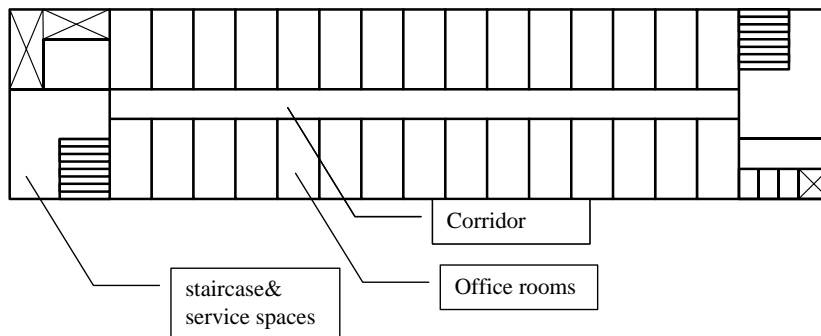 Corridor
Office rooms
staircase&
service spaces